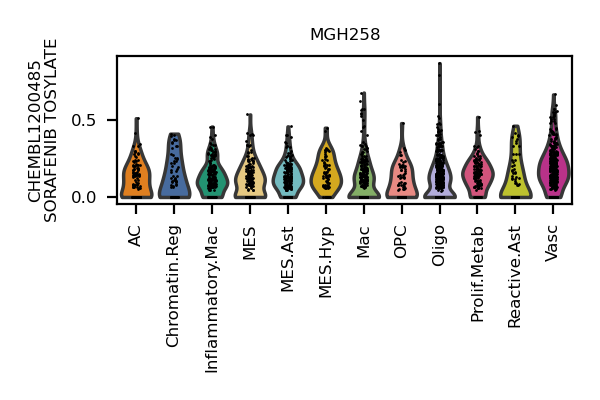 MGH258
CHEMBL1200485
SORAFENIB TOSYLATE
0.5
0.0
AC
Chromatin.Reg
Inflammatory.Mac
MES
MES.Ast
MES.Hyp
Mac
OPC
Oligo
Prolif.Metab
Reactive.Ast
Vasc